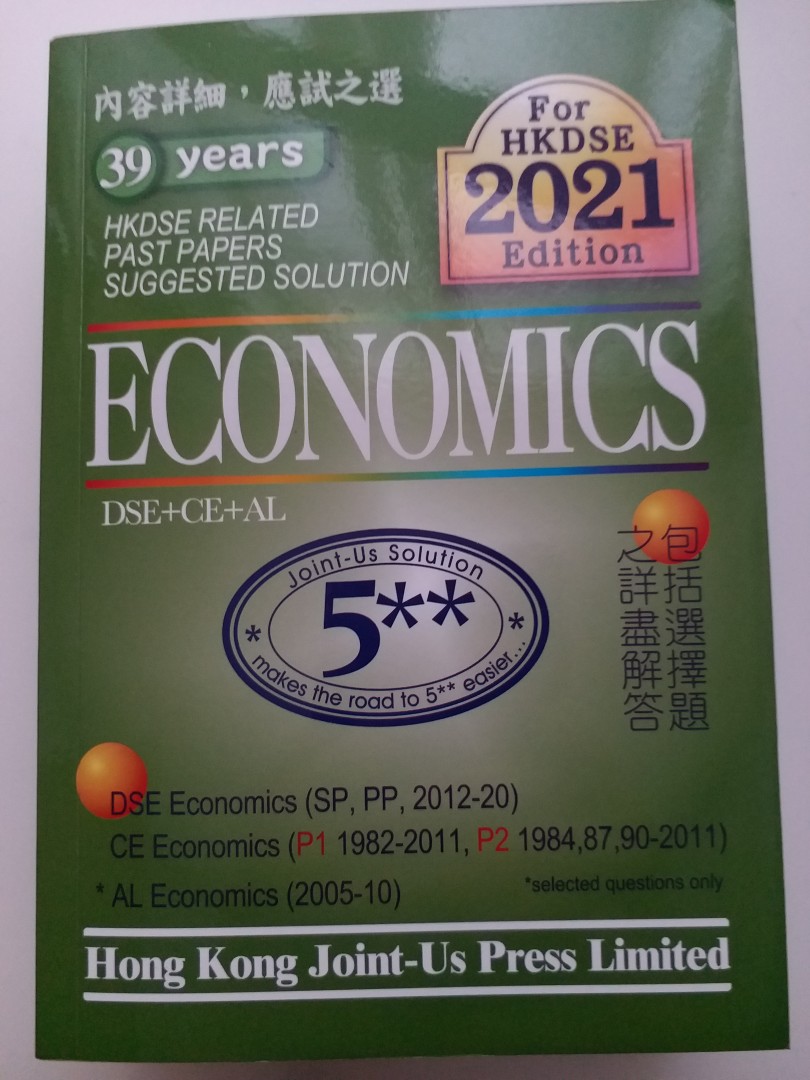 內容詳細，應試之選
39 years
HKDSE RELATED
PAST PAPERS
SUGGESTED SOLUTION
For
HKDSE
2021
Edition
ECONOMICS
DSE+CE+AL
Joint-Us Solution
* 5** *
makes the road to 5** easier...
包括選擇題
之詳盡解答
DSE Economics (SP, PP, 2012-20)
CE Economics (P1 1982-2011, P2 1984,87,90-2011)
* AL Economics (2005-10)
*selected questions only
Hong Kong Joint-Us Press Limited